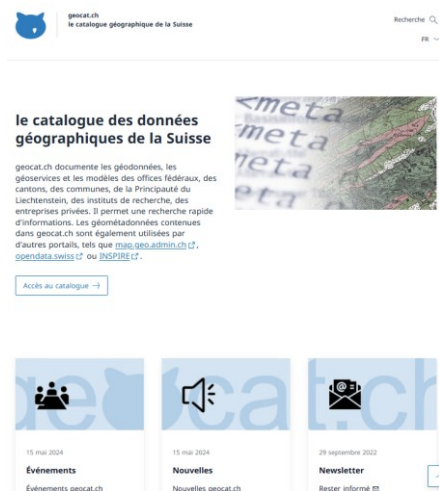 geocat.ch
le catalogue géographique de la Suisse
Recherche
FR
le catalogue des données
géographiques de la Suisse
geocat.ch documente les géodonnées, les
géoservices et les modèles des offices fédéraux, des
cantons, des communes, de la Principauté du
Liechtenstein, des instituts de recherche, des
entreprises privées. Il permet une recherche rapide
d'informations. Les géométadonnées contenues
dans geocat.ch sont également utilisées par
d'autres portails, tels que map.geo.admin.ch,
opendata.swiss ou INSPIRE.
Accès au catalogue →
<meta
meta
meta
eta
geocat.ch
15 mai 2024
Événements
Événements geocat.ch
15 mai 2024
Nouvelles
Nouvelles geocat.ch
29 septembre 2022
Newsletter
Rester informé